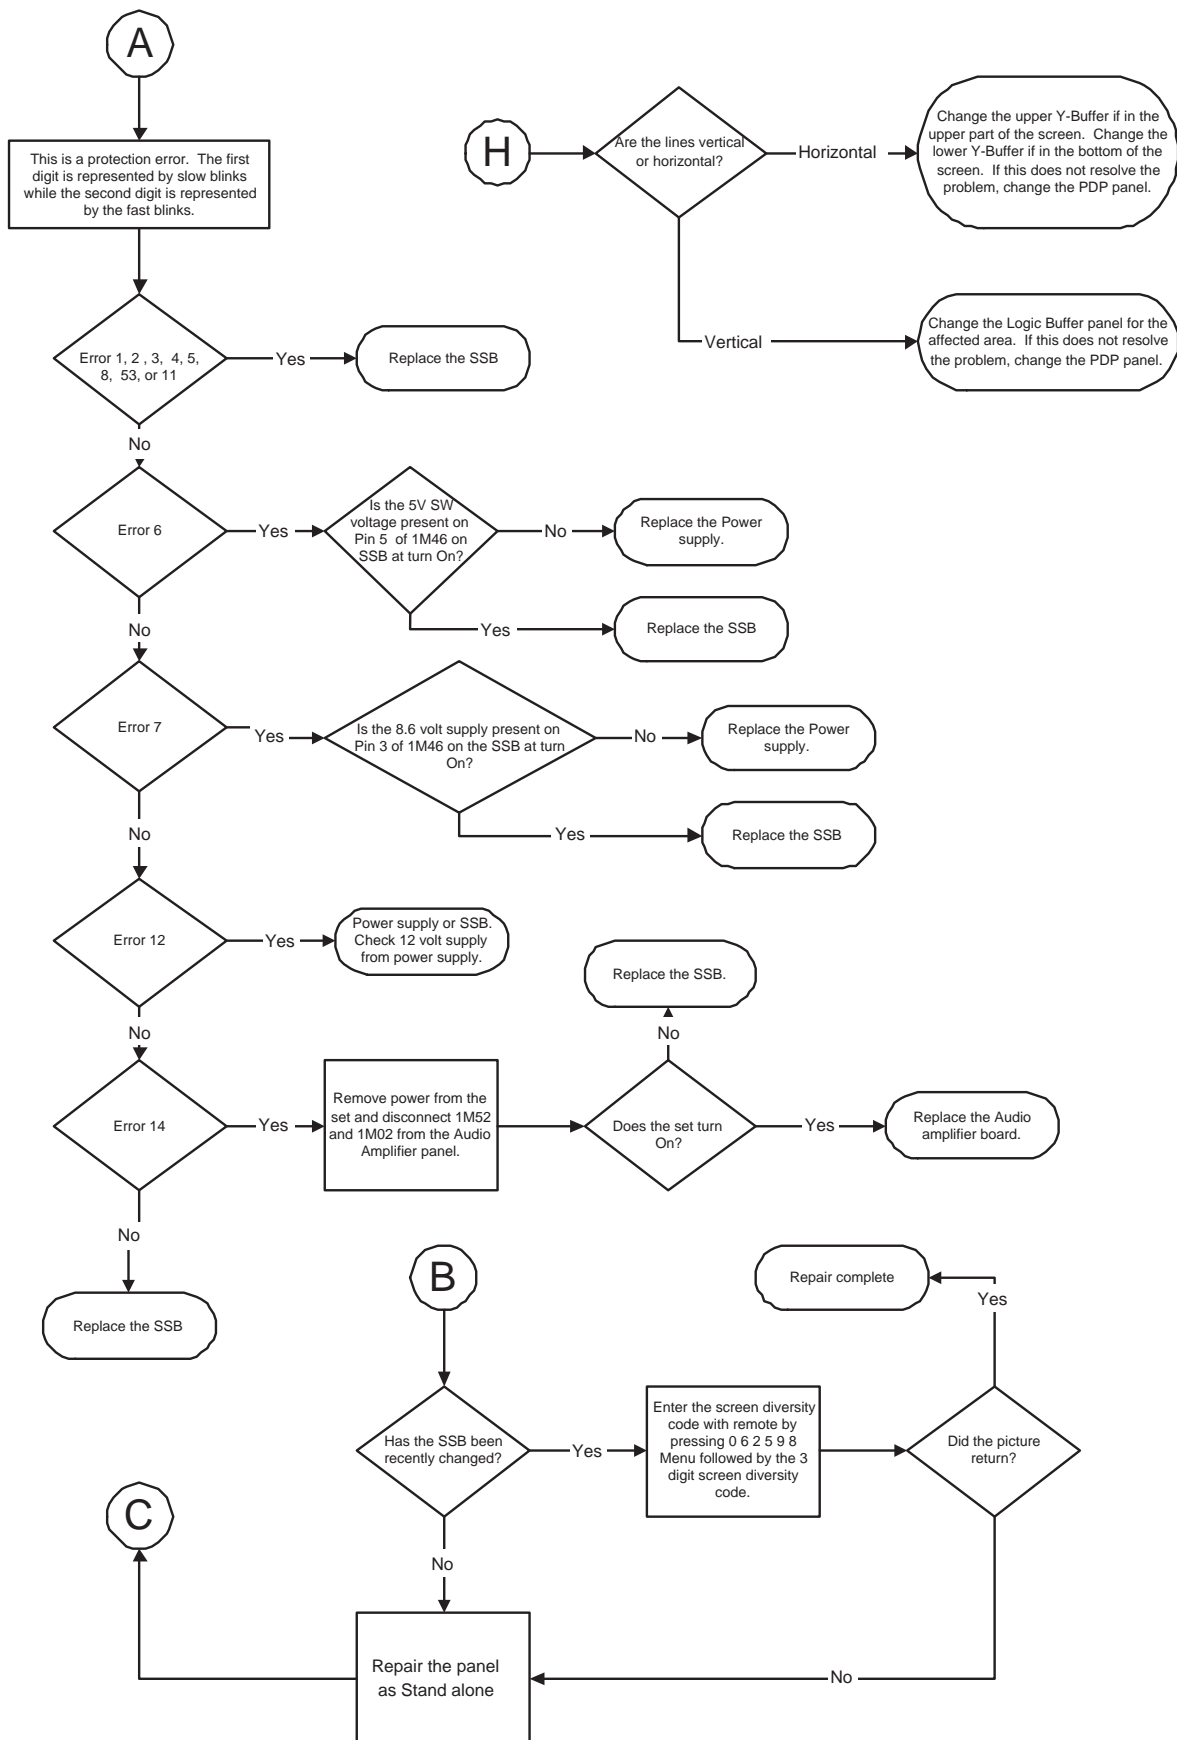 A
This is a protection error. The first
digit is represented by slow blinks
while the second digit is represented
by the fast blinks.
Error 1, 2 , 3, 4, 5,
8, 53, or 11
Yes
Replace the SSB
No
Error 6
Yes
Is the 5V SW
voltage present on
Pin 5 of 1M46 on
SSB at turn On?
No
Replace the Power
supply.
Yes
Replace the SSB
No
Error 7
Yes
Is the 8.6 volt supply present on
Pin 3 of 1M46 on the SSB at turn
On?
No
Replace the Power
supply.
Yes
Replace the SSB
No
Error 12
Yes
Power supply or SSB.
Check 12 volt supply
from power supply.
No
Error 14
Yes
Remove power from the
set and disconnect 1M52
and 1M02 from the Audio
Amplifier panel.
Does the set turn
On?
No
Replace the SSB.
Yes
Replace the Audio
amplifier board.
No
Replace the SSB
H
Are the lines vertical
or horizontal?
Horizontal
Change the upper Y-Buffer if in the
upper part of the screen. Change the
lower Y-Buffer if in the bottom of the
screen. If this does not resolve the
problem, change the PDP panel.
Vertical
Change the Logic Buffer panel for the
affected area. If this does not resolve
the problem, change the PDP panel.
B
Has the SSB been
recently changed?
Yes
Enter the screen diversity
code with remote by
pressing 0 6 2 5 9 8
Menu followed by the 3
digit screen diversity
code.
Did the picture
return?
Yes
Repair complete
No
No
Repair the panel
as Stand alone
C